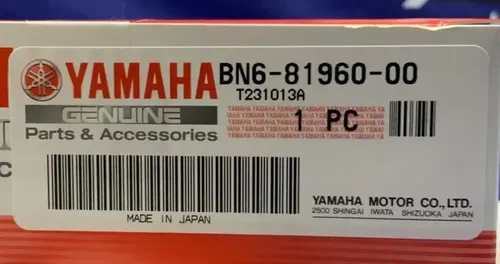 YAMAHA
BN6-81960-00
T231013A
GENUINE
Parts & Accessories
1 PC
MADE IN JAPAN
YAMAHA MOTOR CO.,LTD.
2500 SHINGAI IWATA SHIZUOKA JAPAN